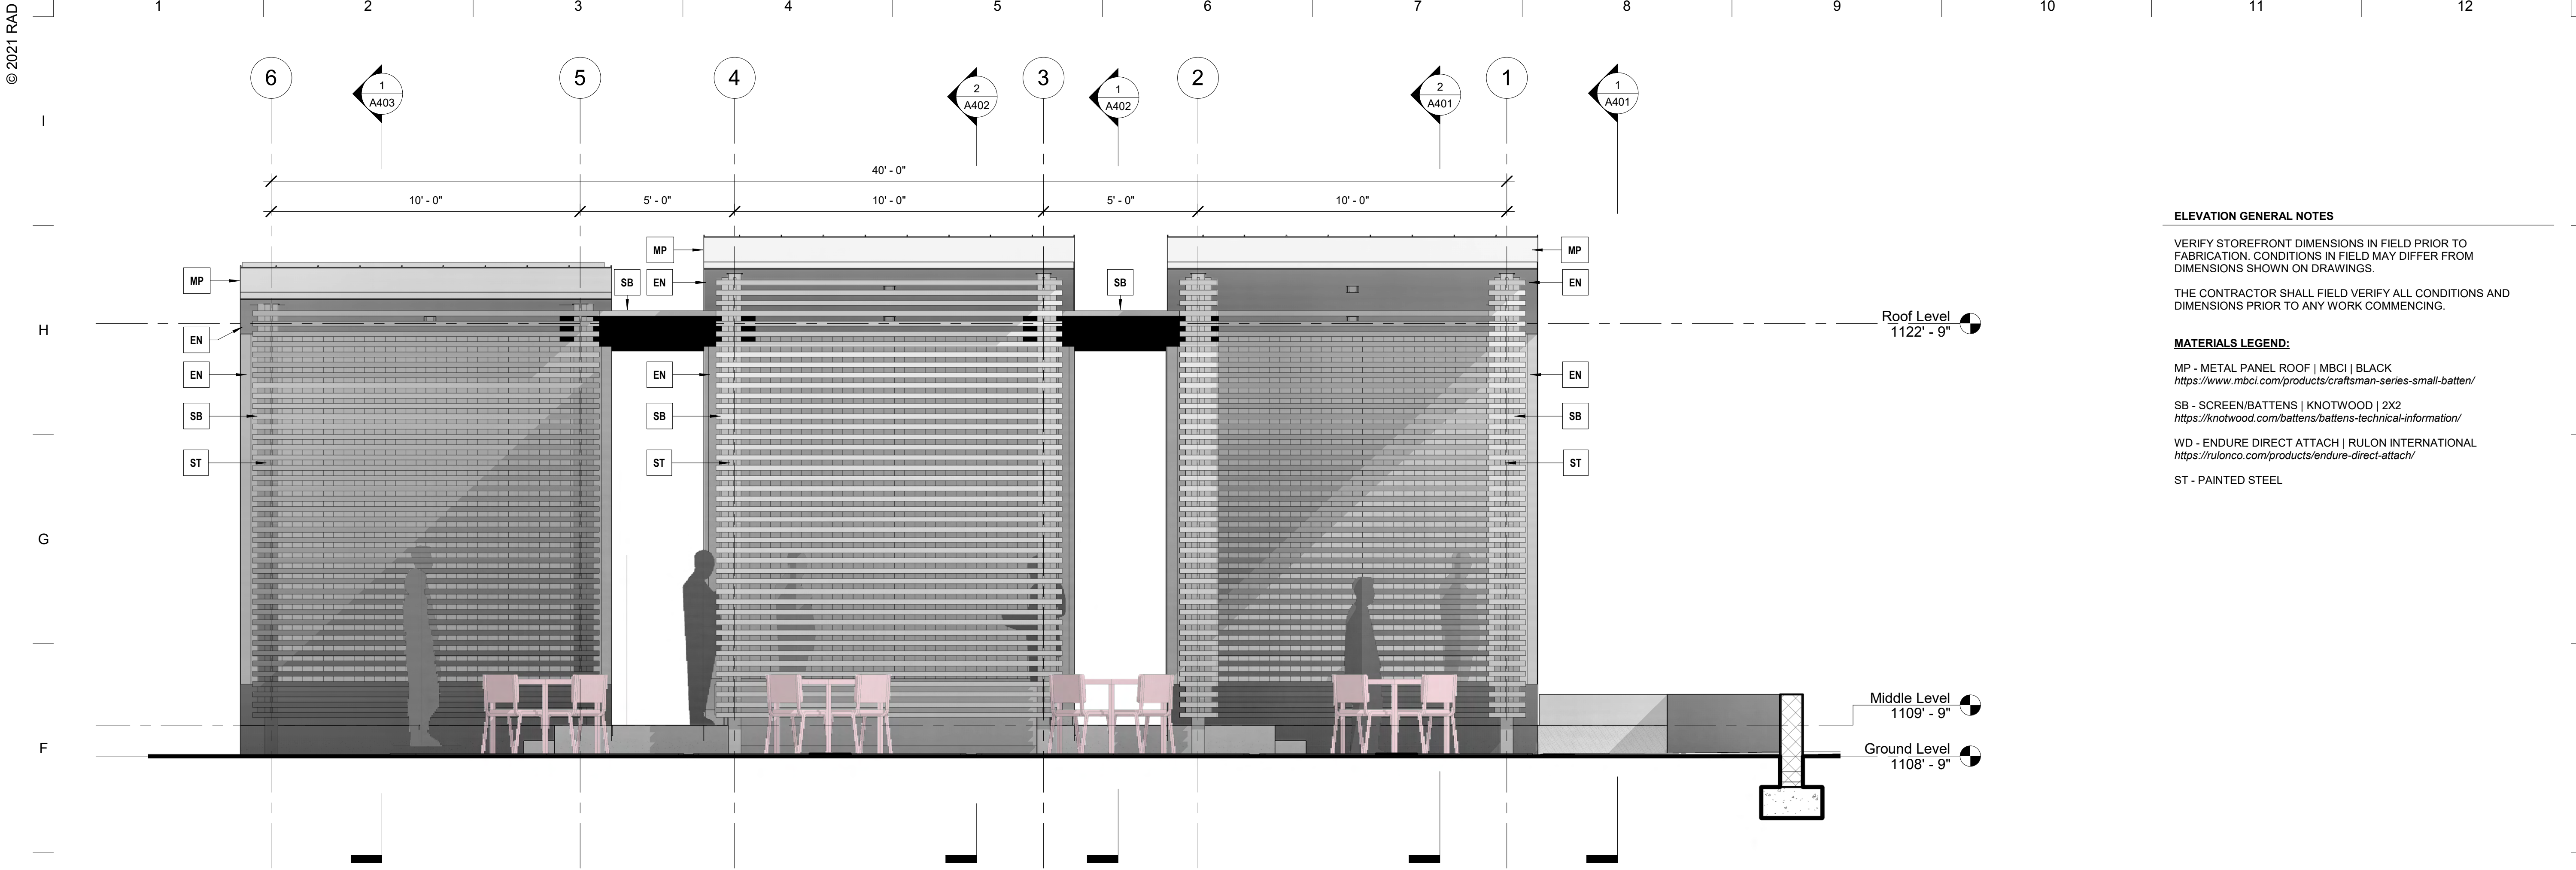 © 2021 RAD
1 2 3 4 5 6 7 8 9 10 11 12
6 5 4 3 2 1
1
A403
2
A402
1
A402
2
A401
1
A401
I
H
G
F
40' - 0"
10' - 0" 5' - 0" 10' - 0" 5' - 0" 10' - 0"
MP MP MP
SB EN SB EN
EN
EN EN EN
SB SB SB
ST ST ST
Roof Level
1122' - 9"
Middle Level
1109' - 9"
Ground Level
1108' - 9"
ELEVATION GENERAL NOTES
VERIFY STOREFRONT DIMENSIONS IN FIELD PRIOR TO
FABRICATION. CONDITIONS IN FIELD MAY DIFFER FROM
DIMENSIONS SHOWN ON DRAWINGS.
THE CONTRACTOR SHALL FIELD VERIFY ALL CONDITIONS AND
DIMENSIONS PRIOR TO ANY WORK COMMENCING.
MATERIALS LEGEND:
MP - METAL PANEL ROOF | MBCI | BLACK
https://www.mbci.com/products/craftsman-series-small-batten/
SB - SCREEN/BATTENS | KNOTWOOD | 2X2
https://knotwood.com/battens/battens-technical-information/
WD - ENDURE DIRECT ATTACH | RULON INTERNATIONAL
https://rulonco.com/products/endure-direct-attach/
ST - PAINTED STEEL